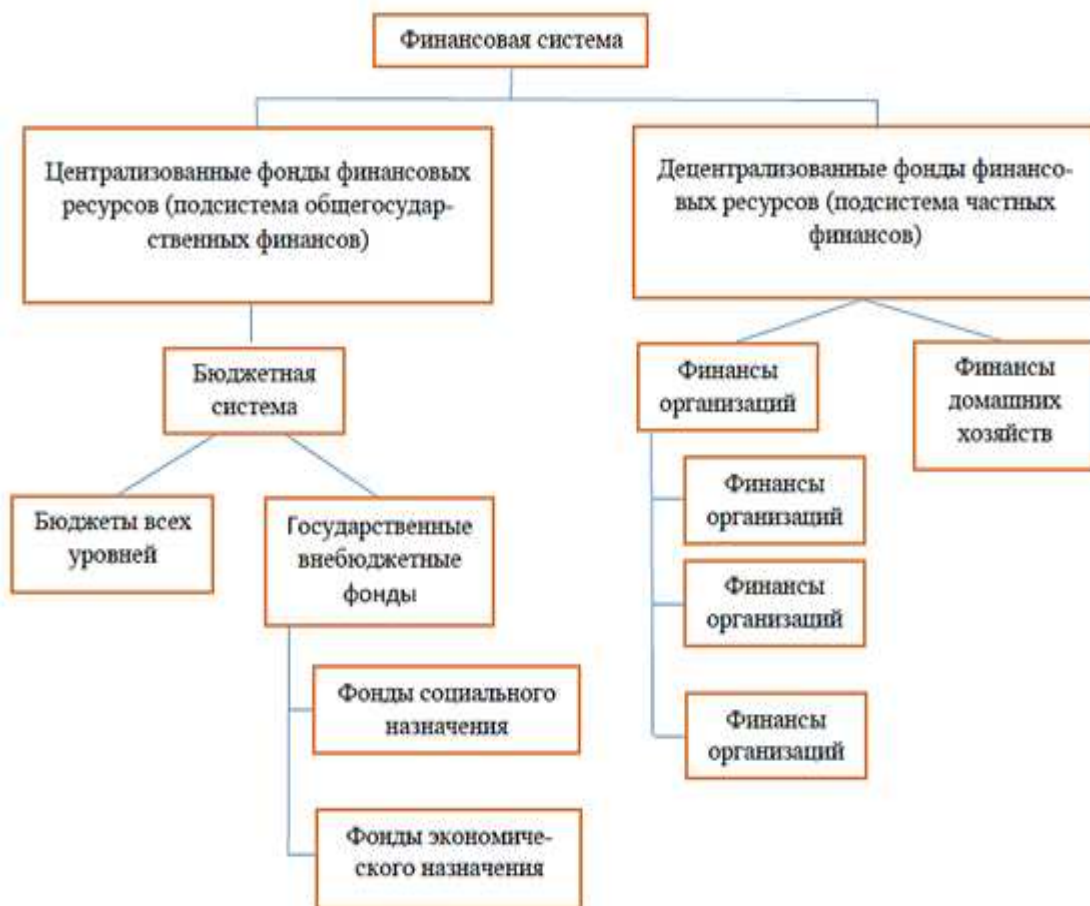 Финансовая система
Централизованные фонды финансовых
ресурсов (подсистема общегосудар-
ственных финансов)
Децентрализованные фонды финансо-
вых ресурсов (подсистема частных
финансов)
Бюджетная
система
Финансы
организаций
Финансы
домашних
хозяйств
Бюджеты всех
уровней
Государственные
внебюджетные
фонды
Финансы
организаций
Финансы
организаций
Фонды социального
назначения
Финансы
организаций
Фонды экономиче-
ского назначения